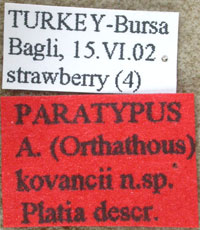 TURKEY-Bursa
Bagli, 15.VI.02
strawberry (4)
PARATYPUS
A. (Orthathous)
kovancii n.sp.
Platia descr.